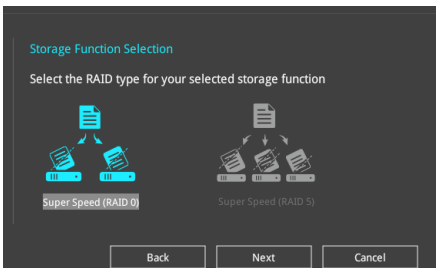 Storage Function Selection
Select the RAID type for your selected storage function
Super Speed (RAID 0)
Super Speed (RAID 5)
Back
Next
Cancel